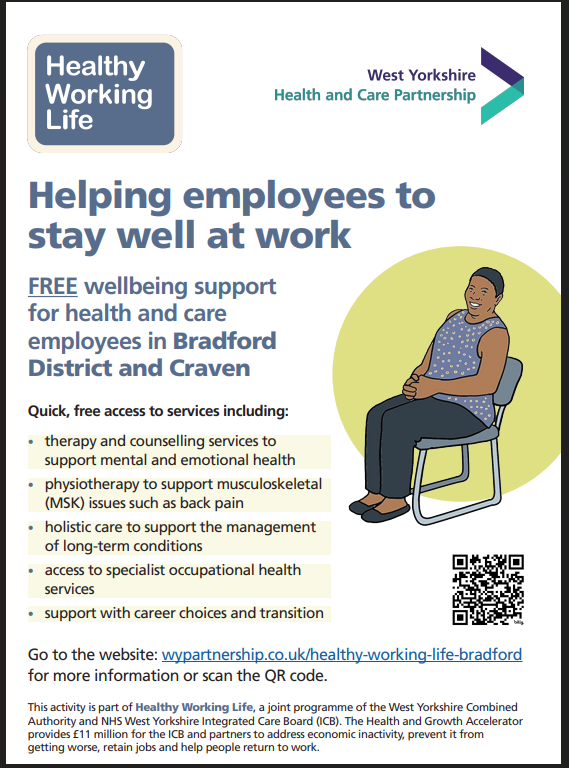 Healthy
Working
Life
West Yorkshire
Health and Care Partnership
Helping employees to
stay well at work
FREE wellbeing support
for health and care
employees in Bradford
District and Craven
Quick, free access to services including:
• therapy and counselling services to
support mental and emotional health
• physiotherapy to support musculoskeletal
(MSK) issues such as back pain
• holistic care to support the management
of long-term conditions
• access to specialist occupational health
services
• support with career choices and transition
Go to the website: wypartnership.co.uk/healthy-working-life-bradford
for more information or scan the QR code.
This activity is part of Healthy Working Life, a joint programme of the West Yorkshire Combined
Authority and NHS West Yorkshire Integrated Care Board (ICB). The Health and Growth Accelerator
provides £11 million for the ICB and partners to address economic inactivity, prevent it from
getting worse, retain jobs and help people return to work.